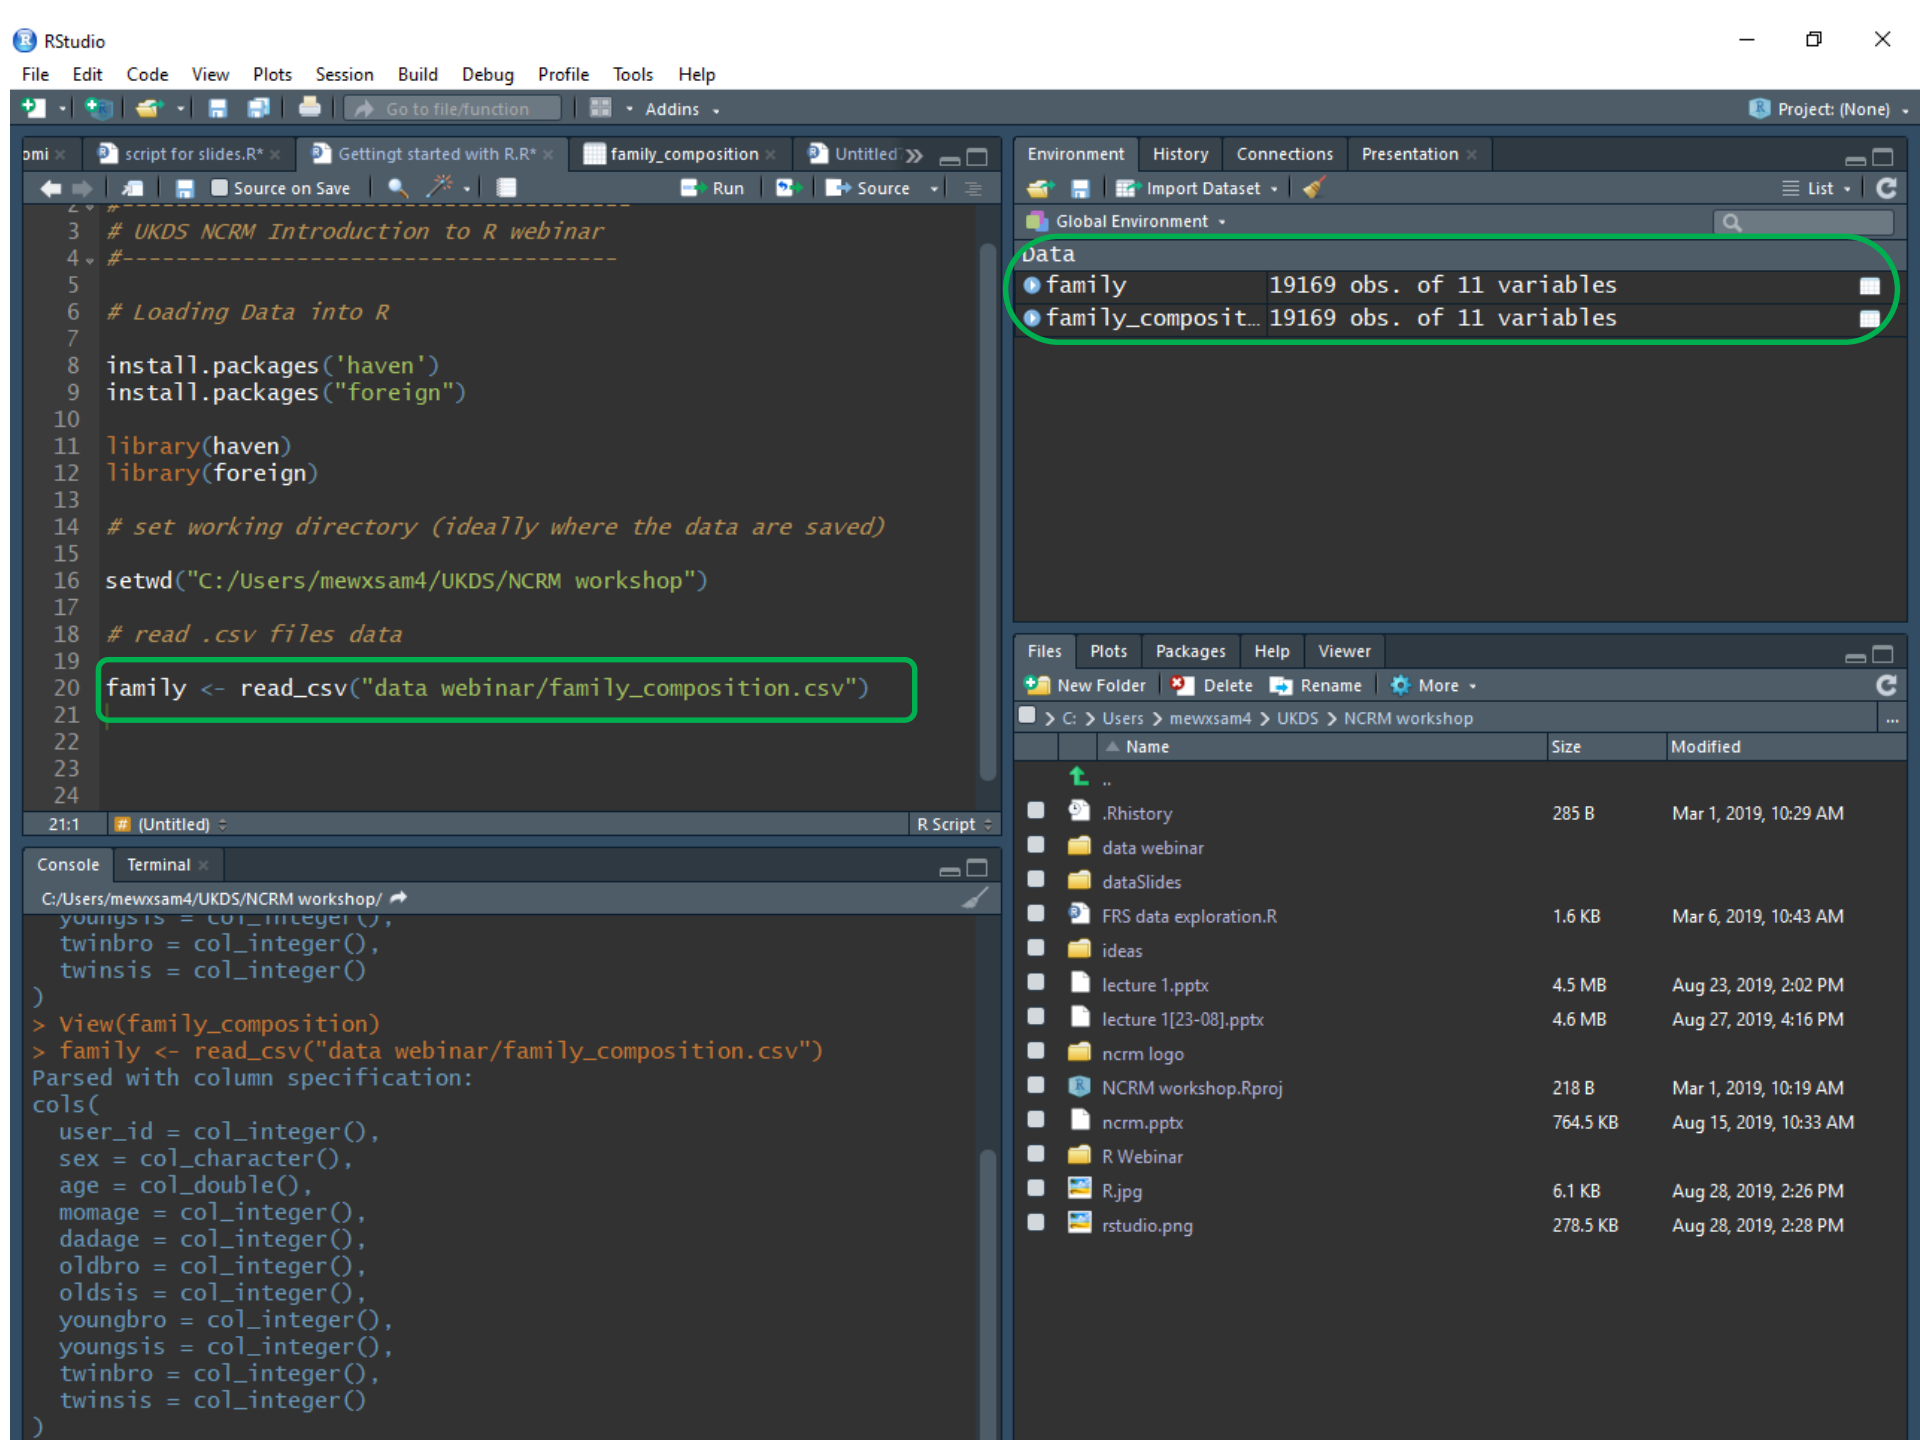 RStudio
File Edit Code View Plots Session Build Debug Profile Tools Help
Go to file/function Addins Project: (None)
omi script for slides.R* Gettingt started with R.R* family_composition Untitled
Source on Save Run Source
2 #--------------------------------------
3 # UKDS NCRM Introduction to R webinar
4 #-------------------------------------
5
6 # Loading Data into R
7
8 install.packages('haven')
9 install.packages("foreign")
10
11 library(haven)
12 library(foreign)
13
14 # set working directory (ideally where the data are saved)
15
16 setwd("C:/Users/mewxsam4/UKDS/NCRM workshop")
17
18 # read .csv files data
19
20 family <- read_csv("data webinar/family_composition.csv")
21
22
23
24
21:1 # (Untitled) R Script
Console Terminal
C:/Users/mewxsam4/UKDS/NCRM workshop/
youngsis = col_integer(),
twinbro = col_integer(),
twinsis = col_integer()
)
> View(family_composition)
> family <- read_csv("data webinar/family_composition.csv")
Parsed with column specification:
cols(
user_id = col_integer(),
sex = col_character(),
age = col_double(),
momage = col_integer(),
dadage = col_integer(),
oldbro = col_integer(),
oldsis = col_integer(),
youngbro = col_integer(),
youngsis = col_integer(),
twinbro = col_integer(),
twinsis = col_integer()
)
Environment History Connections Presentation
Import Dataset List
Global Environment
Data
family 19169 obs. of 11 variables
family_composit… 19169 obs. of 11 variables
Files Plots Packages Help Viewer
New Folder Delete Rename More
C: > Users > mewxsam4 > UKDS > NCRM workshop ...
Name Size Modified
..
.Rhistory 285 B Mar 1, 2019, 10:29 AM
data webinar
dataSlides
FRS data exploration.R 1.6 KB Mar 6, 2019, 10:43 AM
ideas
lecture 1.pptx 4.5 MB Aug 23, 2019, 2:02 PM
lecture 1[23-08].pptx 4.6 MB Aug 27, 2019, 4:16 PM
ncrm logo
NCRM workshop.Rproj 218 B Mar 1, 2019, 10:19 AM
ncrm.pptx 764.5 KB Aug 15, 2019, 10:33 AM
R Webinar
R.jpg 6.1 KB Aug 28, 2019, 2:26 PM
rstudio.png 278.5 KB Aug 28, 2019, 2:28 PM